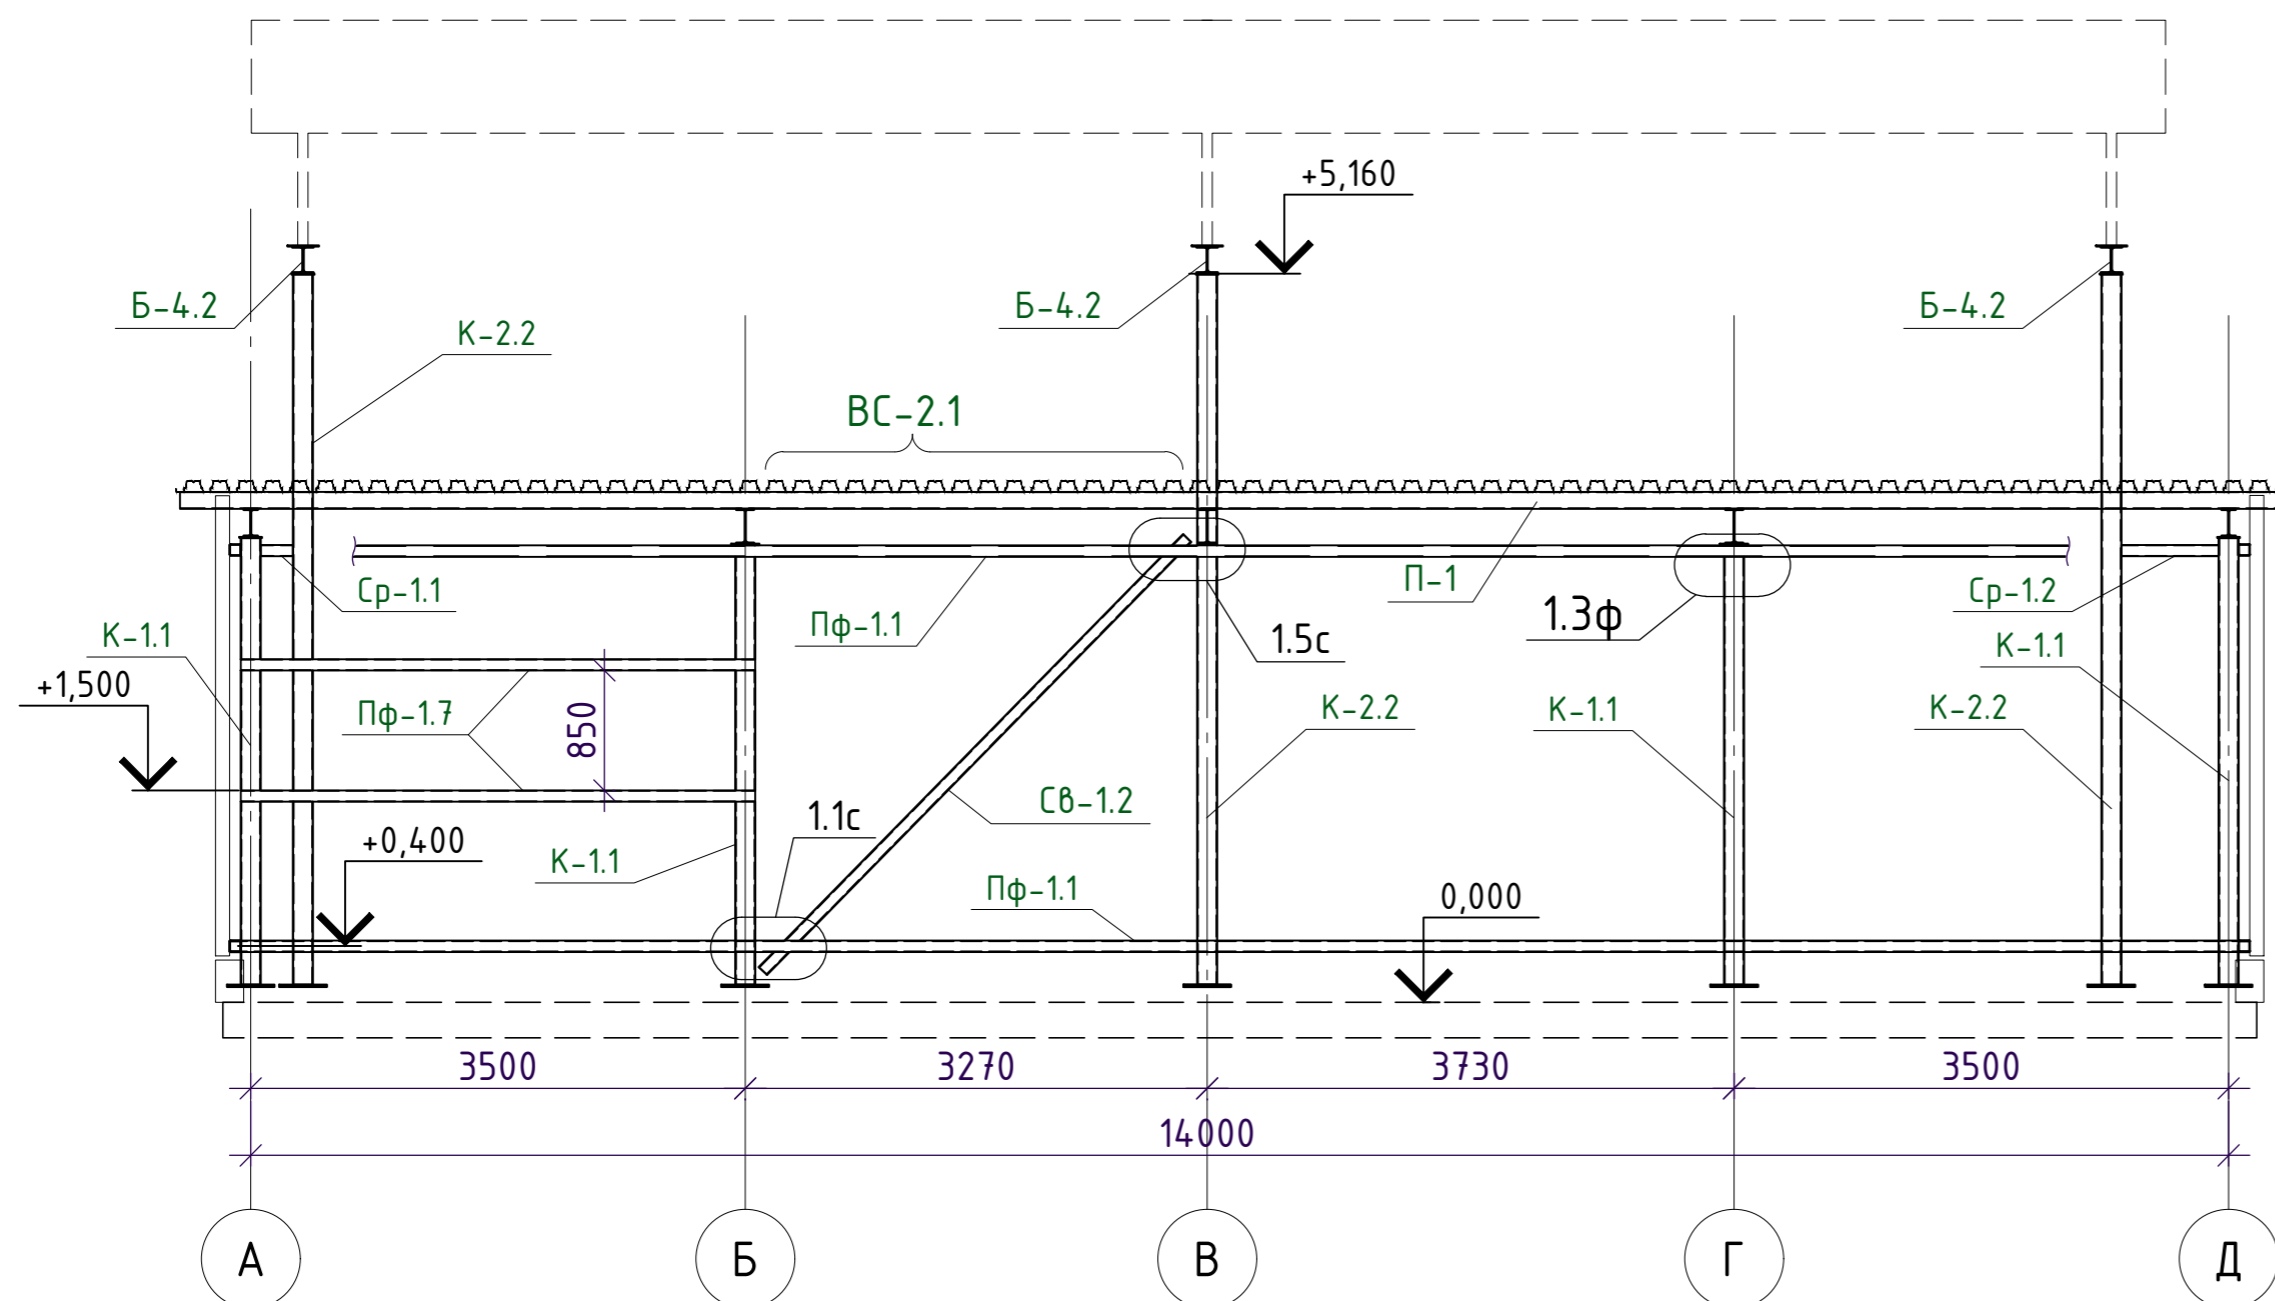 +5,160
Б-4.2
Б-4.2
Б-4.2
К-2.2
ВС-2.1
Ср-1.1
П-1
Ср-1.2
Пф-1.1
1.3ф
К-1.1
1.5с
К-1.1
+1,500
Пф-1.7
850
К-2.2
К-1.1
К-2.2
Св-1.2
1.1с
+0,400
К-1.1
Пф-1.1
0,000
3500
3270
3730
3500
14000
А
Б
В
Г
Д